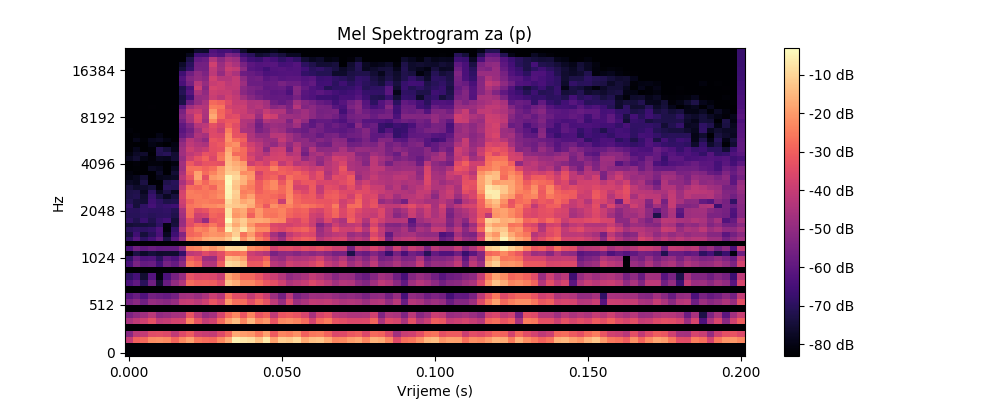 Mel Spektrogram za (p)
16384
8192
4096
2048
1024
512
0
Hz
0.000
0.050
0.100
0.150
0.200
Vrijeme (s)
-10 dB
-20 dB
-30 dB
-40 dB
-50 dB
-60 dB
-70 dB
-80 dB